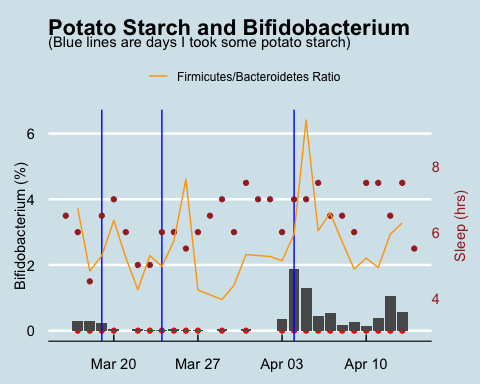 Potato Starch and Bifidobacterium
(Blue lines are days I took some potato starch)
Firmicutes/Bacteroidetes Ratio
Bifidobacterium (%)
6
4
2
0
8
6
4
Sleep (hrs)
Mar 20 Mar 27 Apr 03 Apr 10